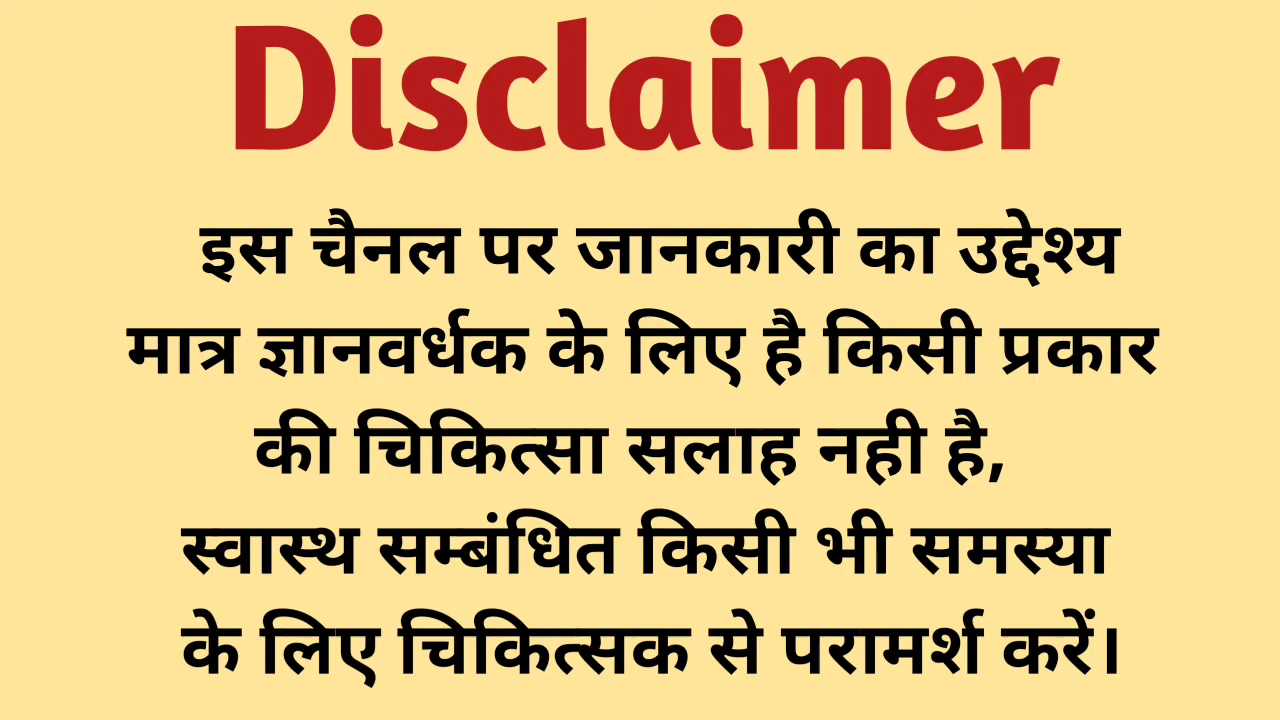 Disclaimer
इस चैनल पर जानकारी का उद्देश्य
मात्र ज्ञानवर्धक के लिए है किसी प्रकार
की चिकित्सा सलाह नही है,
स्वास्थ सम्बंधित किसी भी समस्या
के लिए चिकित्सक से परामर्श करें।